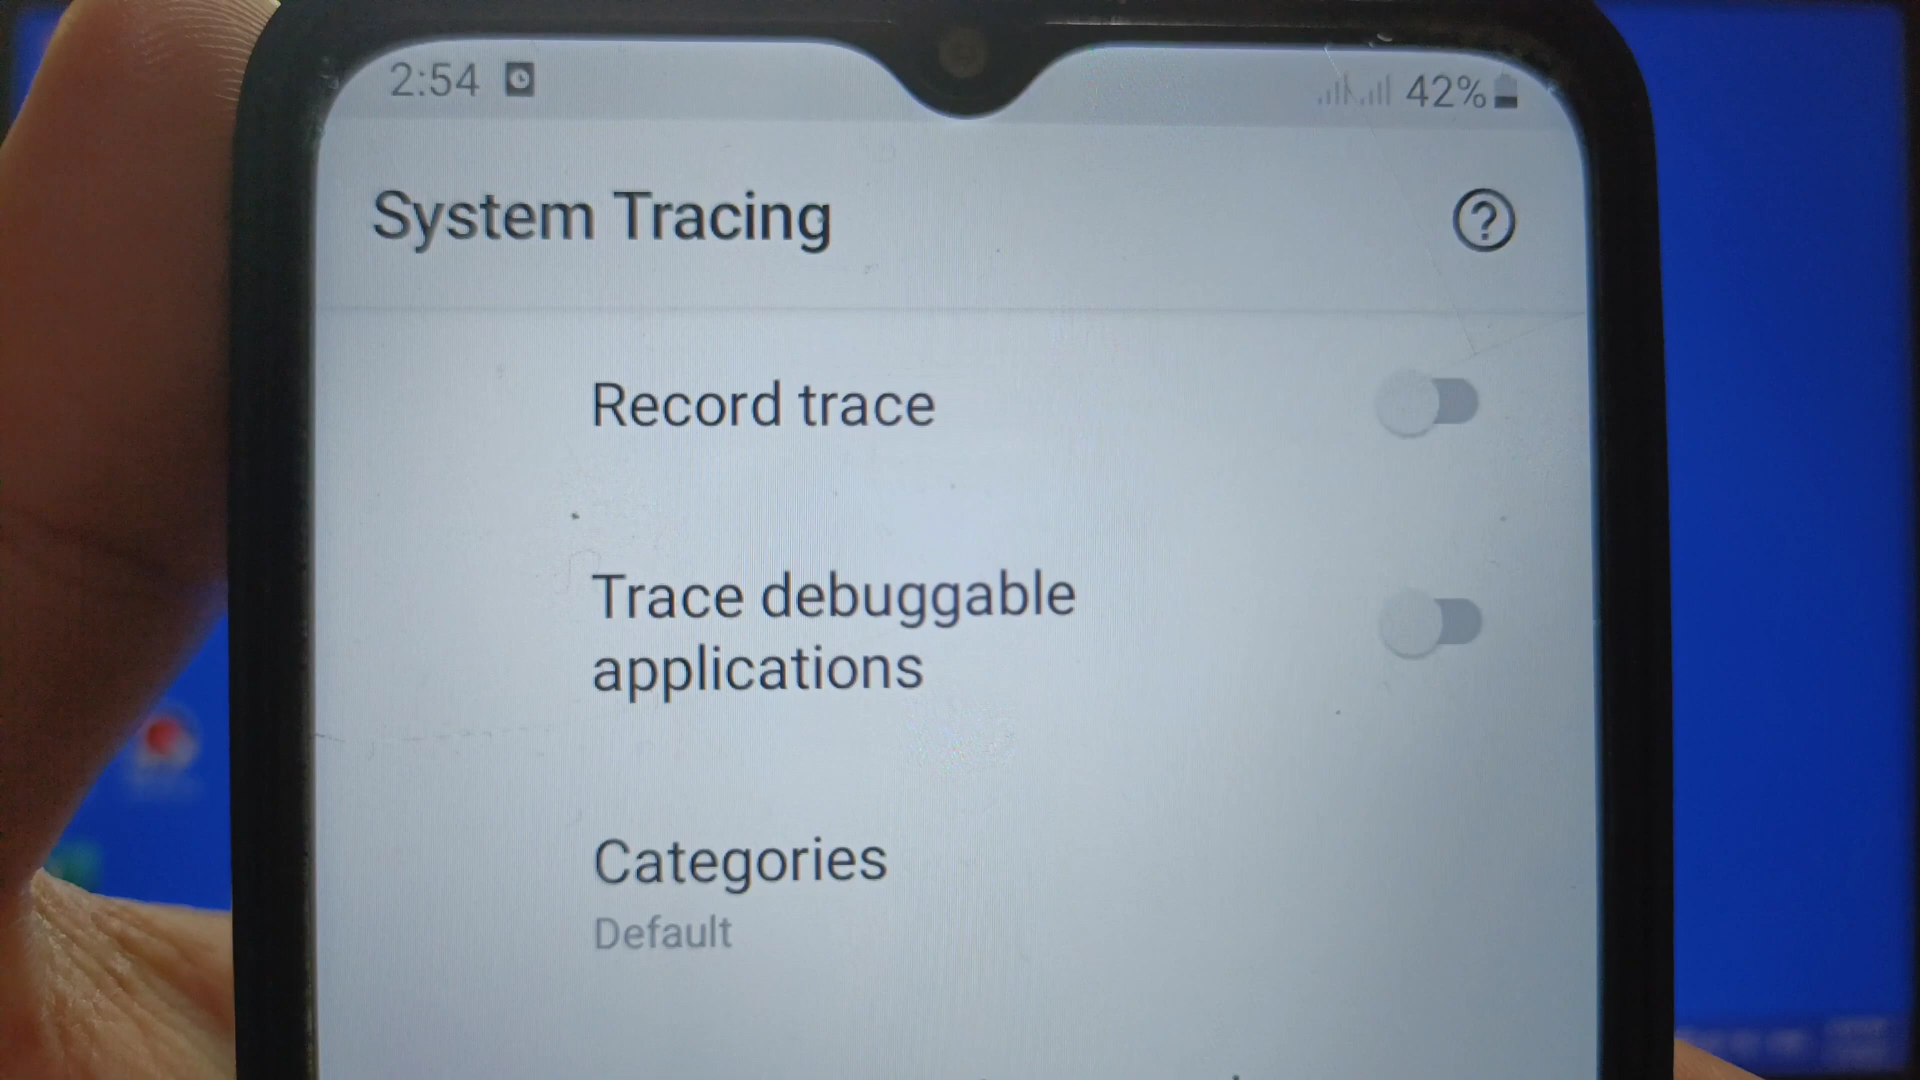 2:54 42%
System Tracing
Record trace
Trace debuggable
applications
Categories
Default